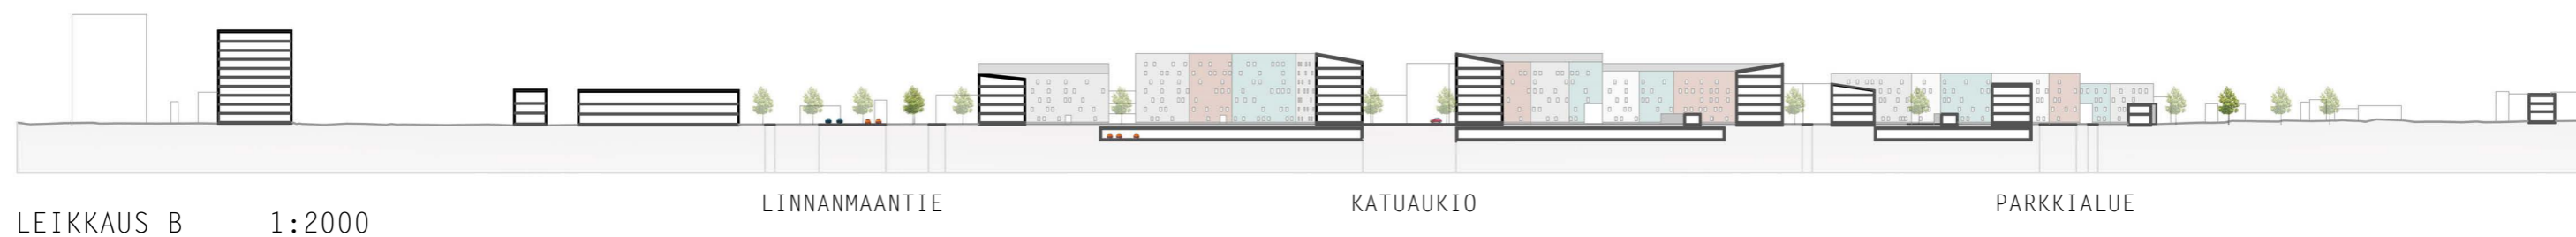 LINNANMAANTIE KATUAUKIO PARKKIALUE
LEIKKAUS B 1:2000